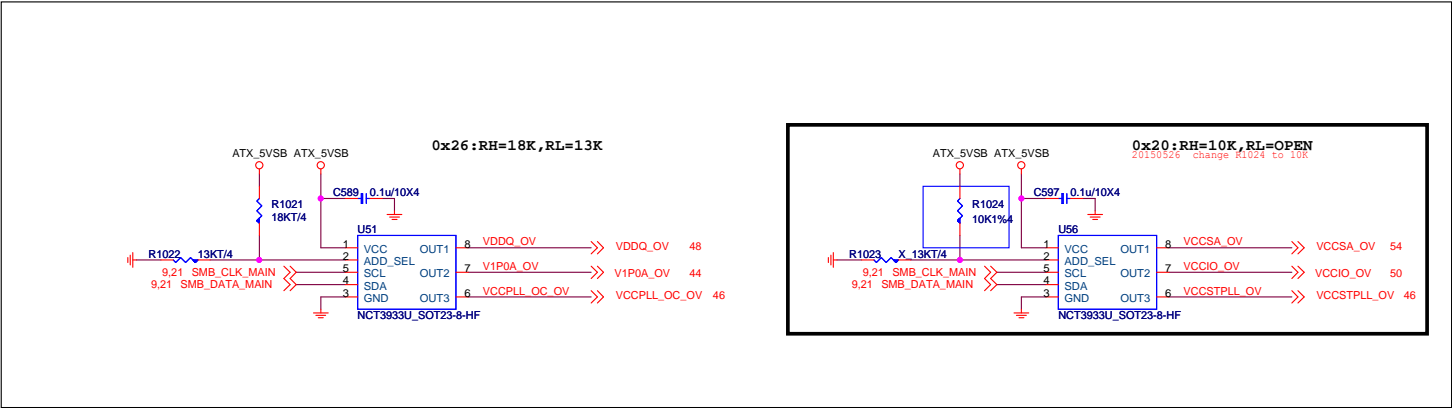 0x26:RH=18K,RL=13K
ATX_5VSB ATX_5VSB
C589 0.1u/10X4
R1021
18KT/4
U51
R1022 13KT/4
1 VCC OUT1 8 VDDQ_OV VDDQ_OV 48
2 ADD_SEL
9,21 SMB_CLK_MAIN 5 SCL OUT2 7 V1P0A_OV V1P0A_OV 44
9,21 SMB_DATA_MAIN 4 SDA
3 GND OUT3 6 VCCPLL_OC_OV VCCPLL_OC_OV 46
NCT3933U_SOT23-8-HF
0x20:RH=10K,RL=OPEN
20150526 change R1024 to 10K
ATX_5VSB ATX_5VSB
C597 0.1u/10X4
R1024
10K1%4
U56
R1023 X_13KT/4
1 VCC OUT1 8 VCCSA_OV VCCSA_OV 54
2 ADD_SEL
9,21 SMB_CLK_MAIN 5 SCL OUT2 7 VCCIO_OV VCCIO_OV 50
9,21 SMB_DATA_MAIN 4 SDA
3 GND OUT3 6 VCCSTPLL_OV VCCSTPLL_OV 46
NCT3933U_SOT23-8-HF